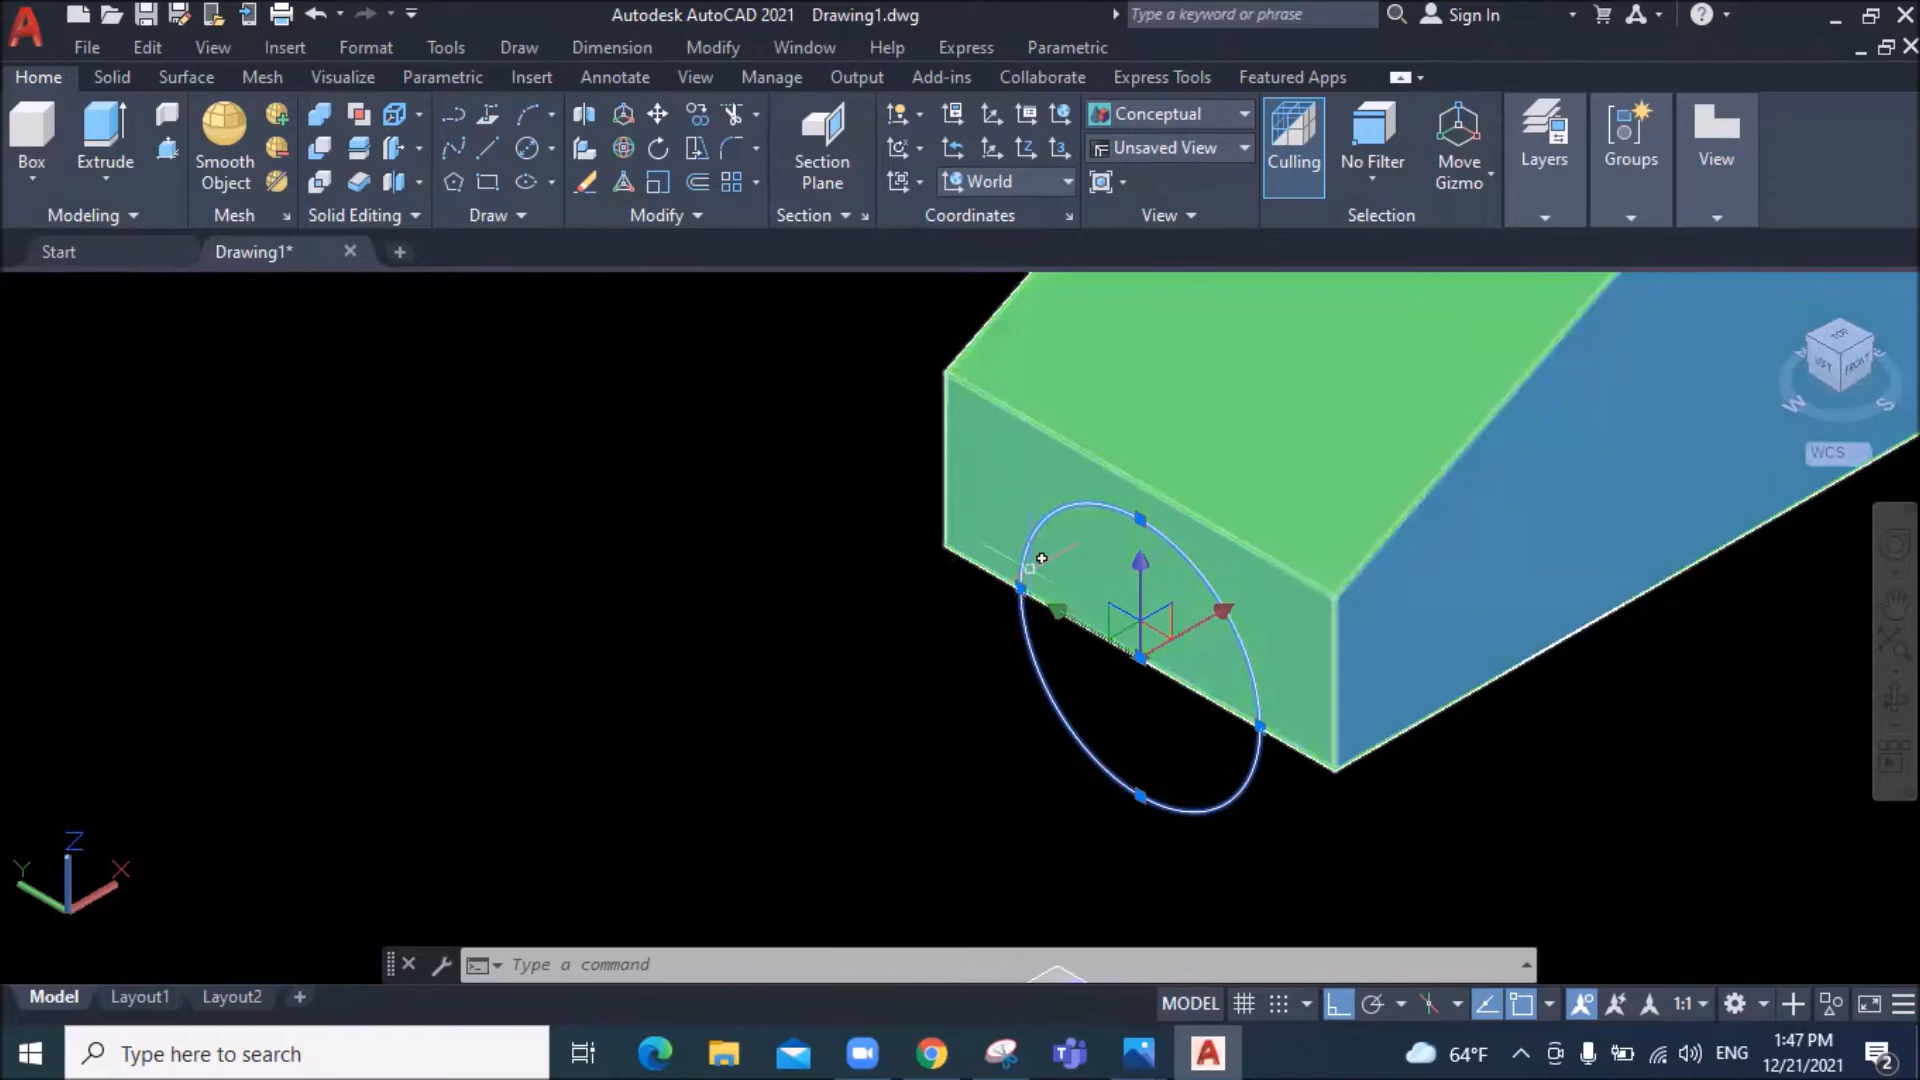 Autodesk AutoCAD 2021 Drawing1.dwg
Type a keyword or phrase
Sign In
File Edit View Insert Format Tools Draw Dimension Modify Window Help Express Parametric
Home Solid Surface Mesh Visualize Parametric Insert Annotate View Manage Output Add-ins Collaborate Express Tools Featured Apps
Conceptual
Unsaved View
World
Box
Extrude
Smooth
Object
Section
Plane
Culling
No Filter
Move
Gizmo
Layers
Groups
View
Modeling Mesh Solid Editing Draw Modify Section Coordinates View Selection
Start
Drawing1*
TOP
LEFT
FRONT
W
S
WCS
Z
Y
X
Type a command
Model Layout1 Layout2
MODEL
1:1
Type here to search
64°F
ENG
1:47 PM
12/21/2021
2